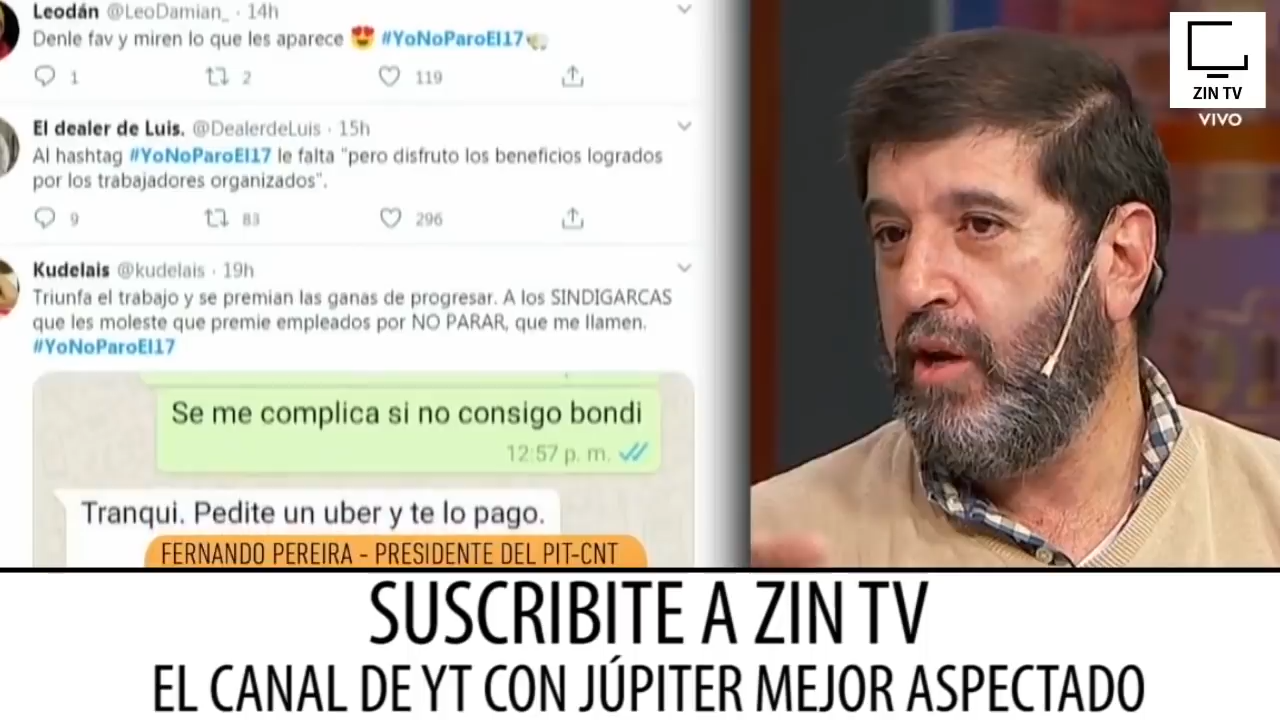 Leodán @LeoDamian_ · 14h
Denle fav y miren lo que les aparece 😍 #YoNoParoEl17
1 2 119
El dealer de Luis. @DealerdeLuis · 15h
Al hashtag #YoNoParoEl17 le falta "pero disfruto los beneficios logrados
por los trabajadores organizados".
9 83 296
Kudelais @kudelais · 19h
Triunfa el trabajo y se premian las ganas de progresar. A los SINDIGARCAS
que les moleste que premie empleados por NO PARAR, que me llamen.
#YoNoParoEl17
Se me complica si no consigo bondi
12:57 p. m.
Tranqui. Pedite un uber y te lo pago.
FERNANDO PEREIRA - PRESIDENTE DEL PIT-CNT
ZIN TV
VIVO
SUSCRIBITE A ZIN TV
EL CANAL DE YT CON JÚPITER MEJOR ASPECTADO